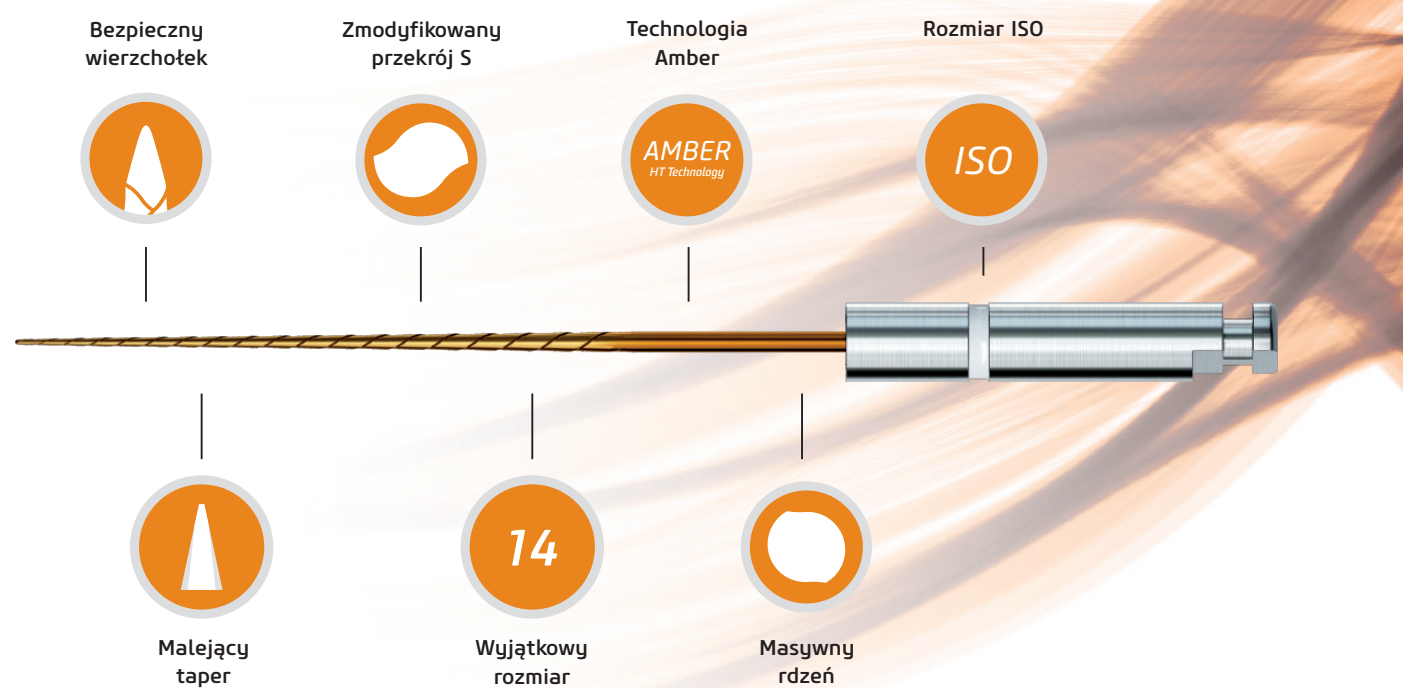 Bezpieczny
wierzchołek
Zmodyfikowany
przekrój S
Technologia
Amber
Rozmiar ISO
AMBER
HT Technology
ISO
14
Malejący
taper
Wyjątkowy
rozmiar
Masywny
rdzeń